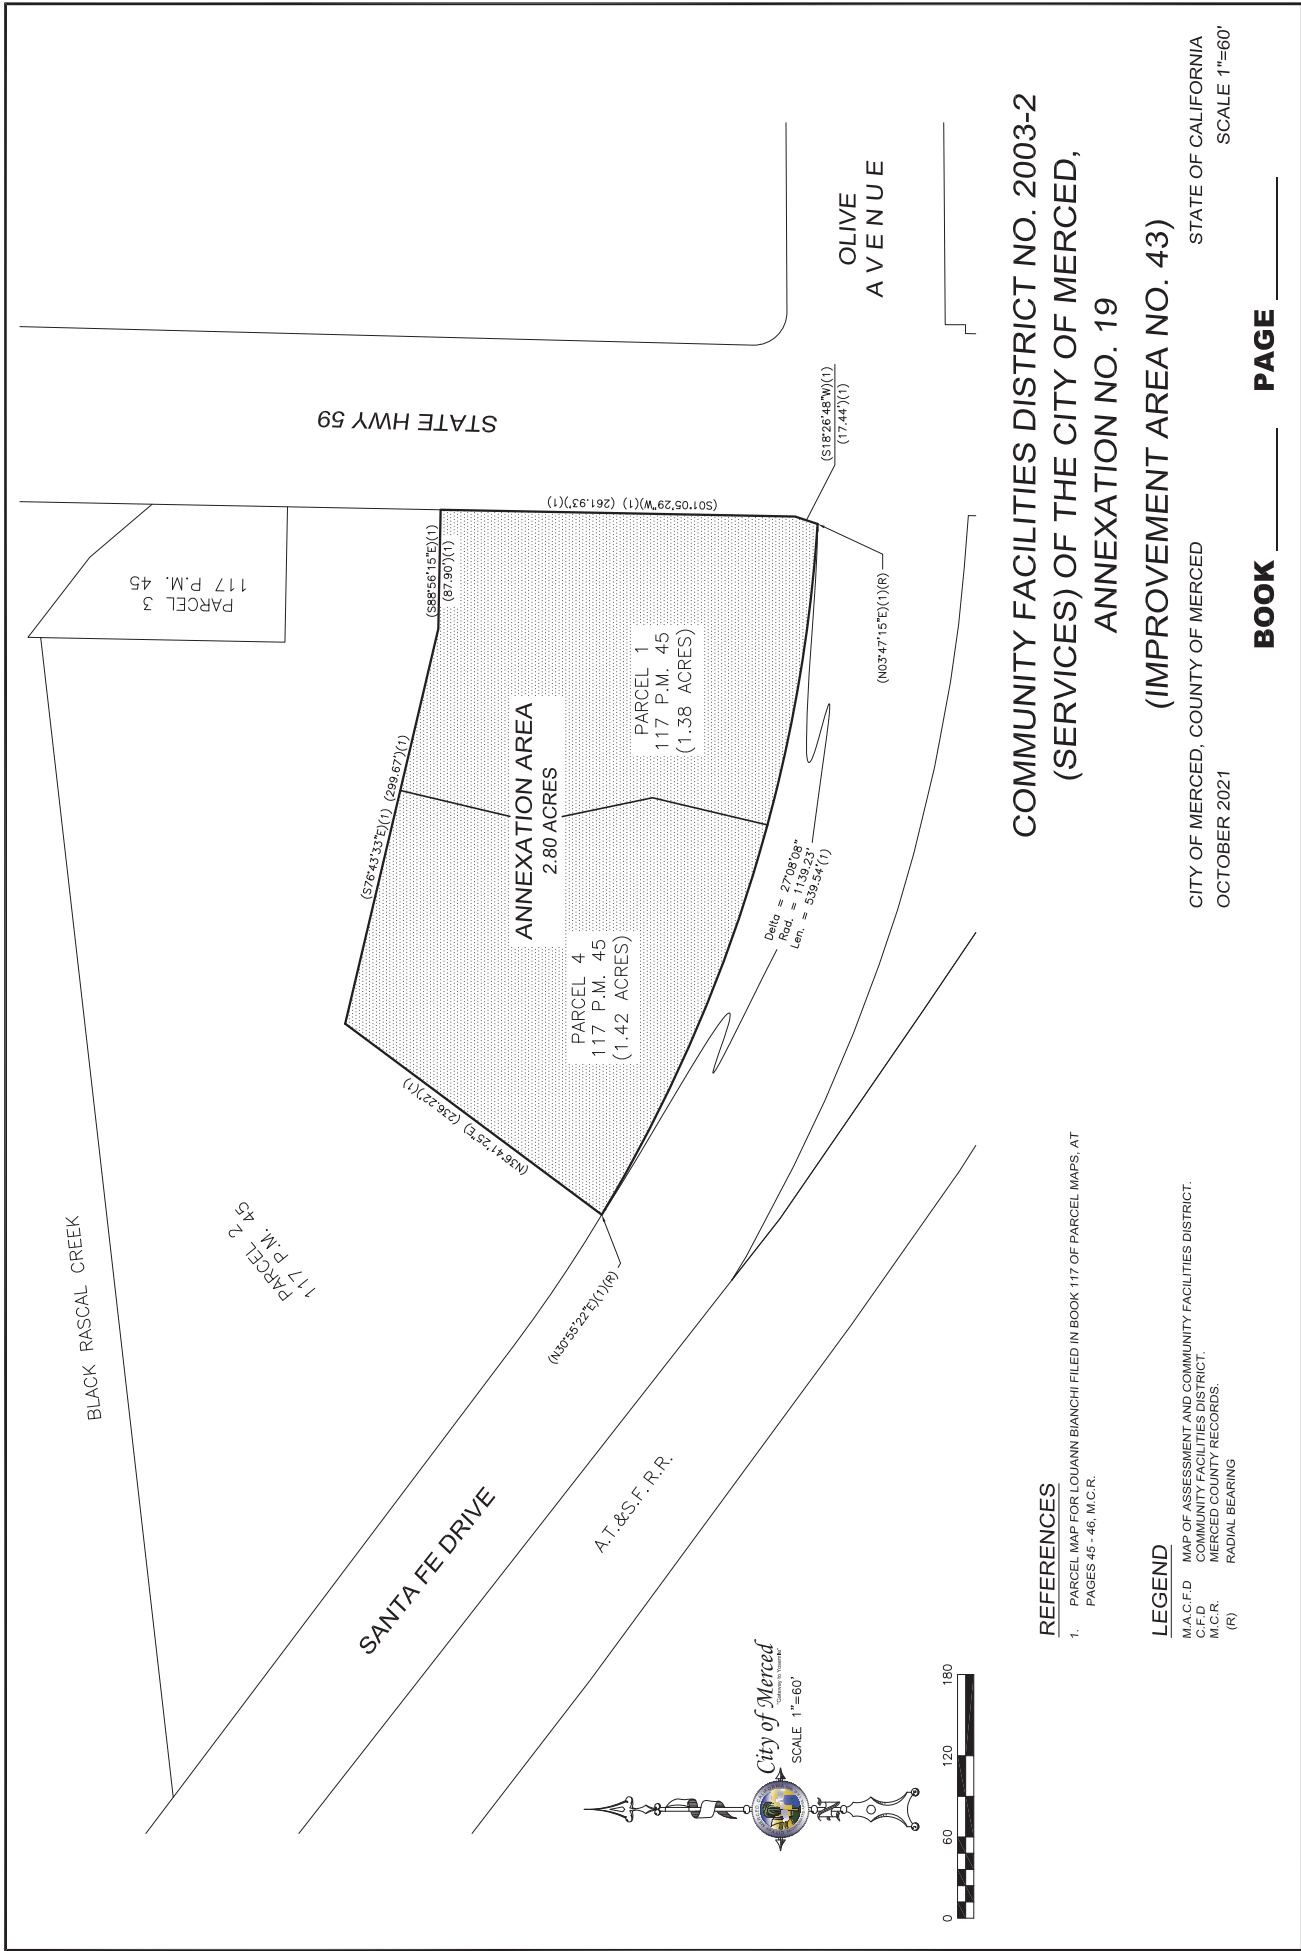 BLACK RASCAL CREEK
PARCEL 2
117 P.M. 45
PARCEL 3
117 P.M. 45
STATE HWY 59
(S88°56'15"E)(1)
(87.90')(1)
(S76°43'33"E)(1) (299.67')(1)
(N36°41'25"E) (236.22')(1)
(S01°05'29"W)(1) (261.93')(1)
ANNEXATION AREA
2.80 ACRES
PARCEL 4
117 P.M. 45
(1.42 ACRES)
PARCEL 1
117 P.M. 45
(1.38 ACRES)
(S18°26'48"W)(1)
(17.44')(1)
(N03°47'15"E)(1)(R)
(N30°55'22"E)(1)(R)
Delta = 27°08'08"
Rad. = 1139.23'
Len. = 539.54'(1)
OLIVE
AVENUE
SANTA FE DRIVE
A.T.&S.F. R.R.
City of Merced
"Gateway to Yosemite"
SCALE 1"=60'
N
0 60 120 180
REFERENCES
1. PARCEL MAP FOR LOUANN BIANCHI FILED IN BOOK 117 OF PARCEL MAPS, AT
PAGES 45 - 46, M.C.R.
LEGEND
M.A.C.F.D MAP OF ASSESSMENT AND COMMUNITY FACILITIES DISTRICT.
C.F.D COMMUNITY FACILITIES DISTRICT.
M.C.R. MERCED COUNTY RECORDS.
(R) RADIAL BEARING
COMMUNITY FACILITIES DISTRICT NO. 2003-2
(SERVICES) OF THE CITY OF MERCED,
ANNEXATION NO. 19
(IMPROVEMENT AREA NO. 43)
CITY OF MERCED, COUNTY OF MERCED STATE OF CALIFORNIA
OCTOBER 2021 SCALE 1"=60'
BOOK PAGE